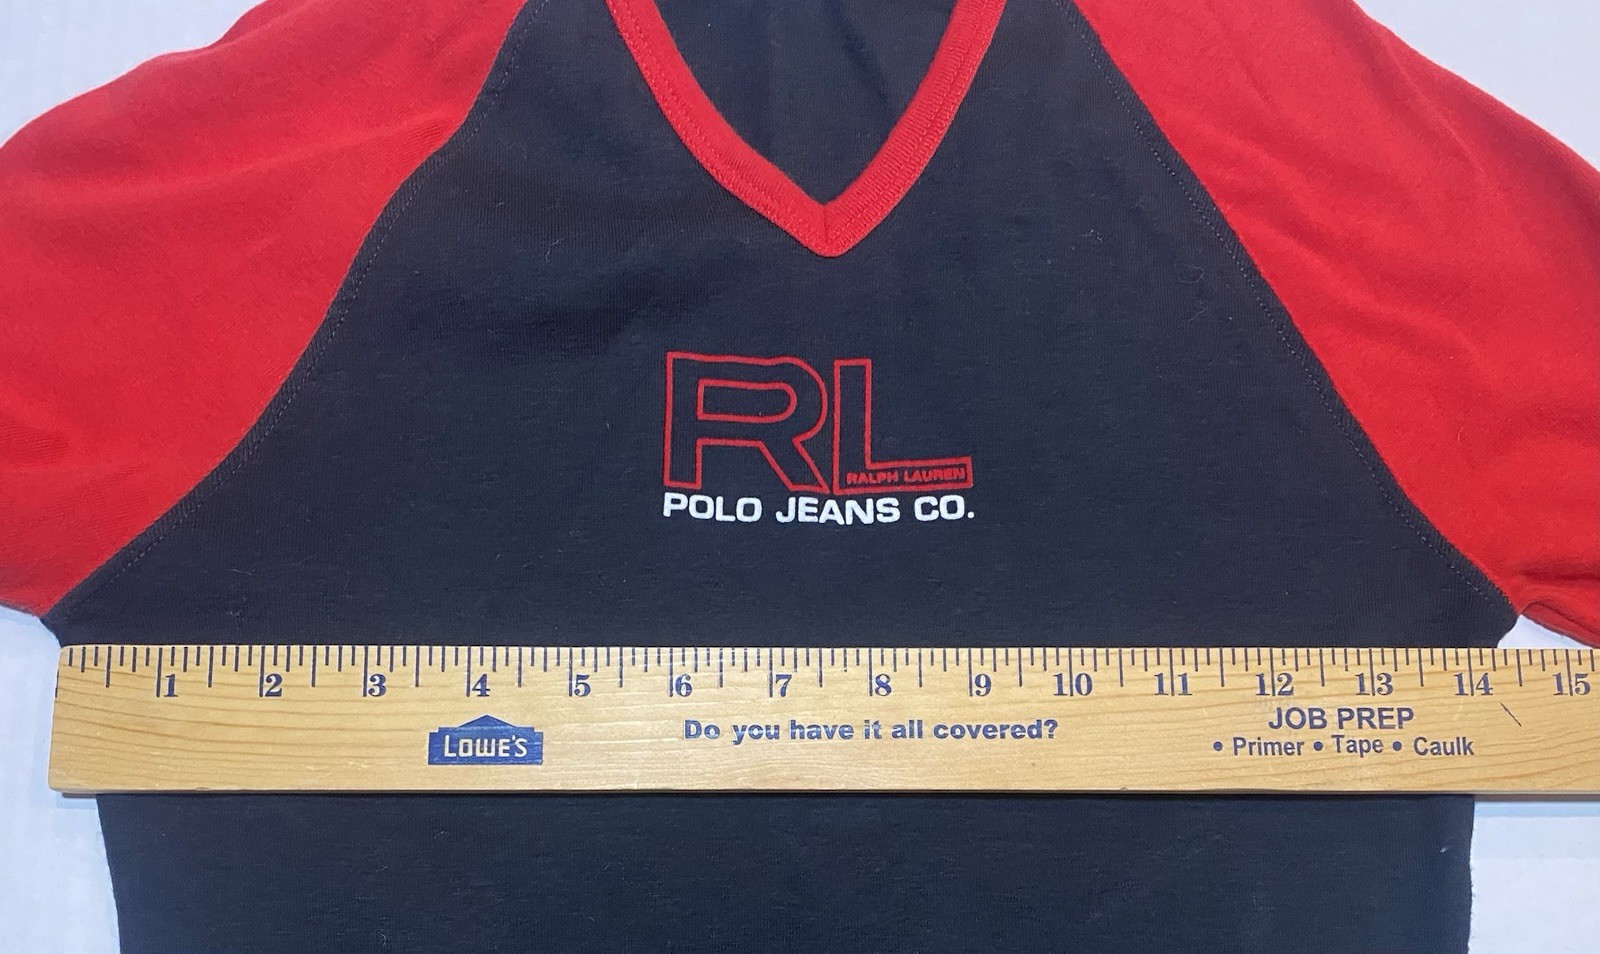 RL
RALPH LAUREN
POLO JEANS CO.
1 2 3 4 5 6 7 8 9 10 11 12 13 14 15
LOWE'S
Do you have it all covered?
JOB PREP
• Primer • Tape • Caulk